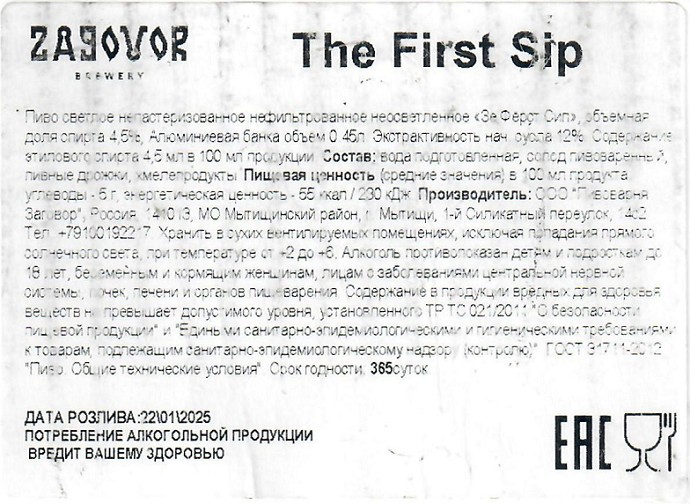 ZAGOVOR
BREWERY
The First Sip
Пиво светлое непастеризованное нефильтрованное неосветленное «Зе Фёрст Сип», объемная
доля спирта 4,5%, Алюминиевая банка объем 0.45л. Экстрактивность нач. сусла 12%. Содержание
этилового спирта 4,5 мл в 100 мл продукции. Состав: вода подготовленная, солод пивоваренный,
пивные дрожжи, хмелепродукты. Пищевая ценность (средние значения) в 100 мл продукта:
углеводы - 6 г, энергетическая ценность - 55 ккал / 230 кДж. Производитель: ООО "Пивоварня
Заговор", Россия, 141013, МО Мытищинский район, г. Мытищи, 1-й Силикатный переулок,
Тел. +79160192217. Хранить в сухих вентилируемых помещениях, исключая попадания прямого
солнечного света, при температуре от +2 до +6. Алкоголь противопоказан детям и подросткам до
18 лет, беременным и кормящим женщинам, лицам с заболеваниями центральной нервной
системы, почек, печени и органов пищеварения. Содержание в продукции вредных для здоровья
веществ не превышает допустимого уровня, установленного ТР ТС 021/2011 "О безопасности
пищевой продукции" и "Едиными санитарно-эпидемиологическими и гигиеническими требованиями
к товарам, подлежащим санитарно-эпидемиологическому надзору (контролю)". ГОСТ 31711-2012
"Пиво. Общие технические условия". Срок годности: 365суток
ДАТА РОЗЛИВА:22\01\2025
ПОТРЕБЛЕНИЕ АЛКОГОЛЬНОЙ ПРОДУКЦИИ
ВРЕДИТ ВАШЕМУ ЗДОРОВЬЮ
EAC